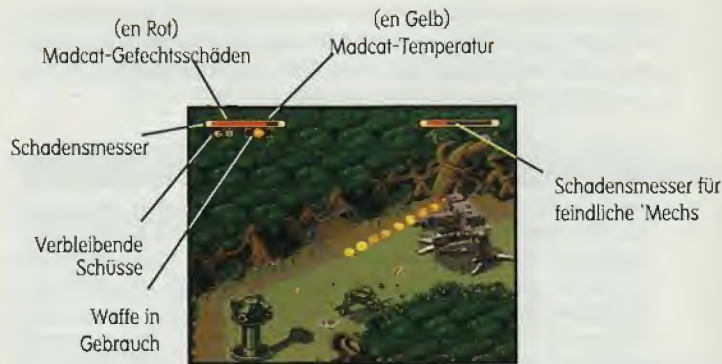 (en Rot)
Madcat-Gefechtsschäden
(en Gelb)
Madcat-Temperatur
Schadensmesser
Verbleibende
Schüsse
Waffe in
Gebrauch
Schadensmesser für
feindliche 'Mechs